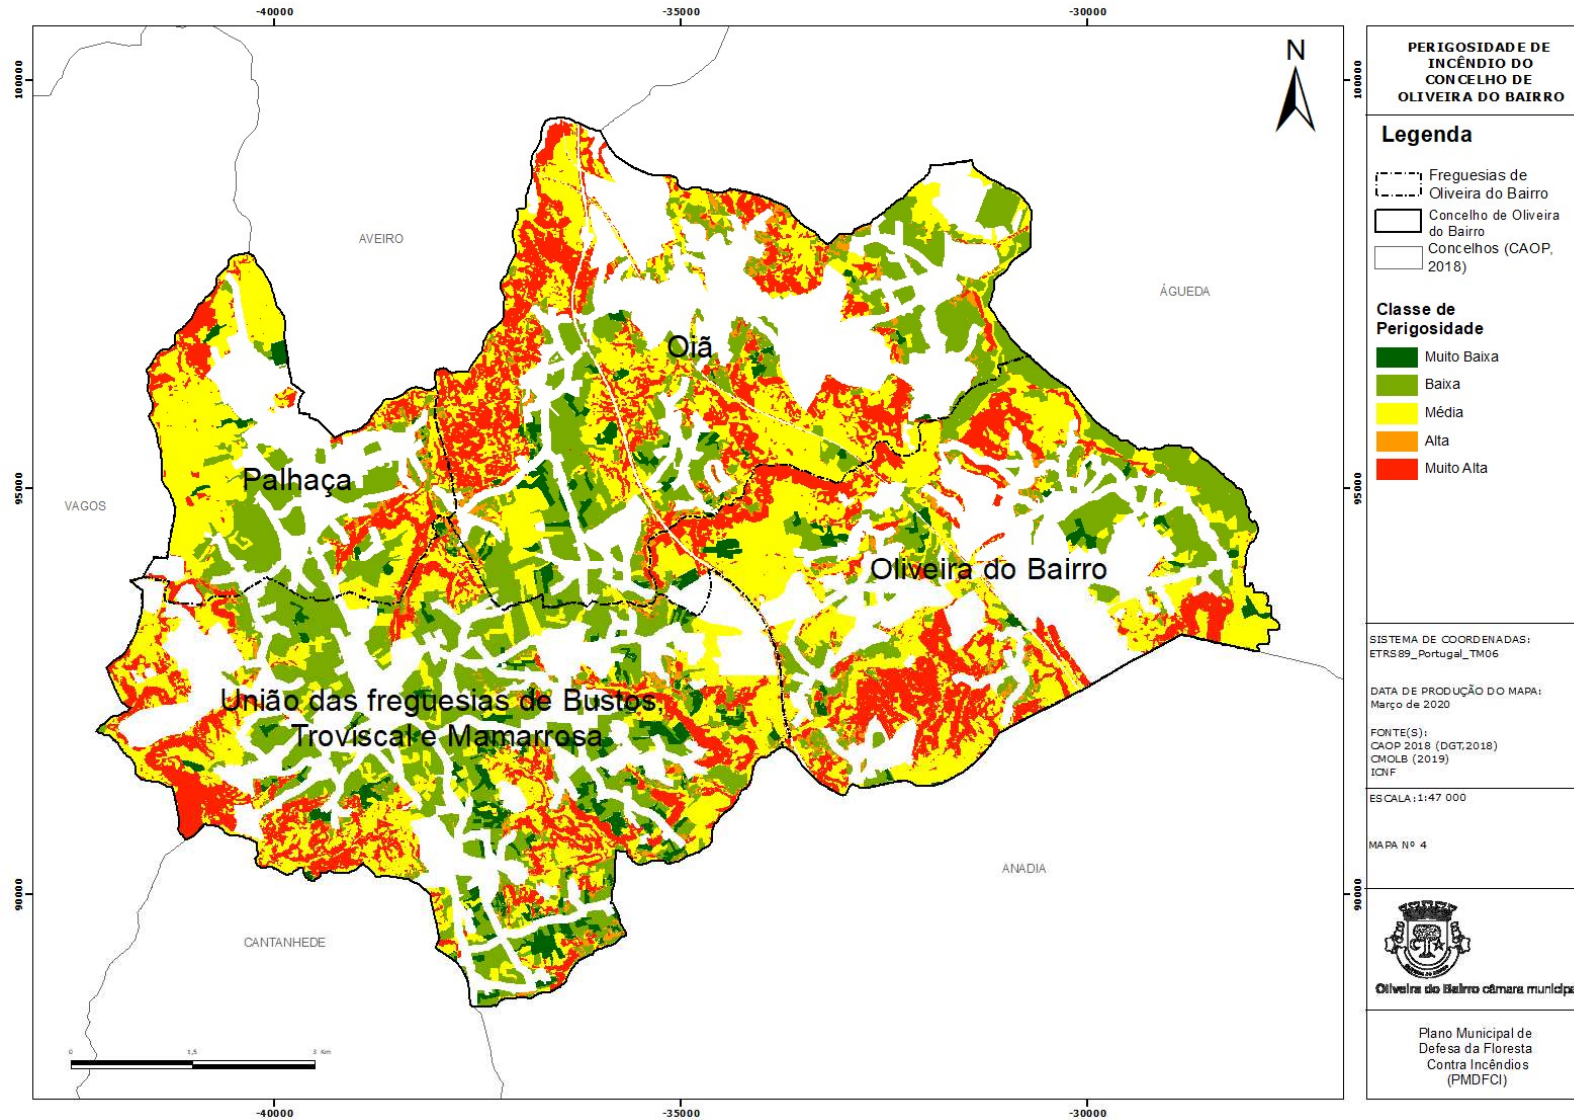 -40000
-35000
-30000
100000
100000
N
AVEIRO
ÁGUEDA
Oiã
Palhaça
VAGOS
95000
95000
Oliveira do Bairro
União das freguesias de Bustos,
Troviscal e Mamarrosa
ANADIA
90000
90000
CANTANHEDE
0
1,5
3 Km
-40000
-35000
-30000
PERIGOSIDADE DE
INCÊNDIO DO
CONCELHO DE
OLIVEIRA DO BAIRRO
Legenda
Freguesias de
Oliveira do Bairro
Concelho de Oliveira
do Bairro
Concelhos (CAOP,
2018)
Classe de
Perigosidade
Muito Baixa
Baixa
Média
Alta
Muito Alta
SISTEMA DE COORDENADAS:
ETRS89_Portugal_TM06
DATA DE PRODUÇÃO DO MAPA:
Março de 2020
FONTE(S):
CAOP 2018 (DGT,2018)
CMOLB (2019)
ICNF
ESCALA:1:47 000
MAPA Nº 4
Oliveira do Bairro câmara municipa
Plano Municipal de
Defesa da Floresta
Contra Incêndios
(PMDFCI)